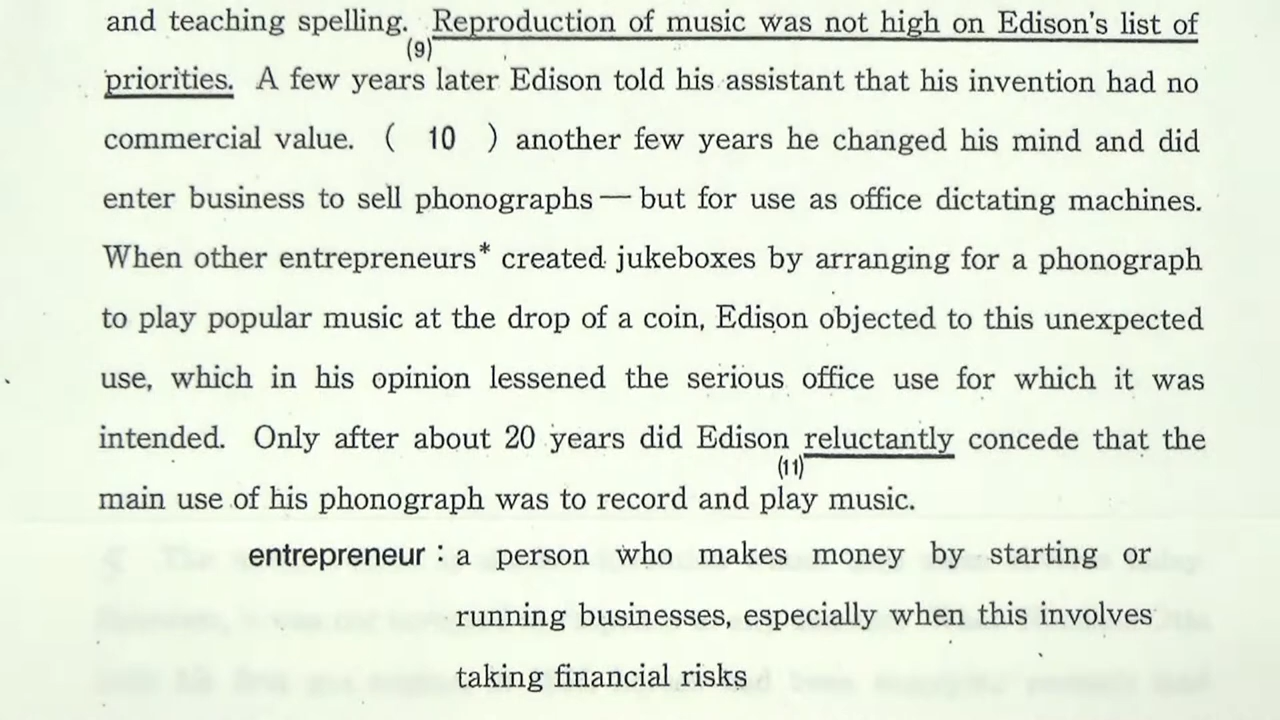 and teaching spelling. Reproduction of music was not high on Edison's list of
(9)
priorities. A few years later Edison told his assistant that his invention had no
commercial value. ( 10 ) another few years he changed his mind and did
enter business to sell phonographs — but for use as office dictating machines.
When other entrepreneurs* created jukeboxes by arranging for a phonograph
to play popular music at the drop of a coin, Edison objected to this unexpected
use, which in his opinion lessened the serious office use for which it was
intended. Only after about 20 years did Edison reluctantly concede that the
(11)
main use of his phonograph was to record and play music.
entrepreneur : a person who makes money by starting or
running businesses, especially when this involves
taking financial risks